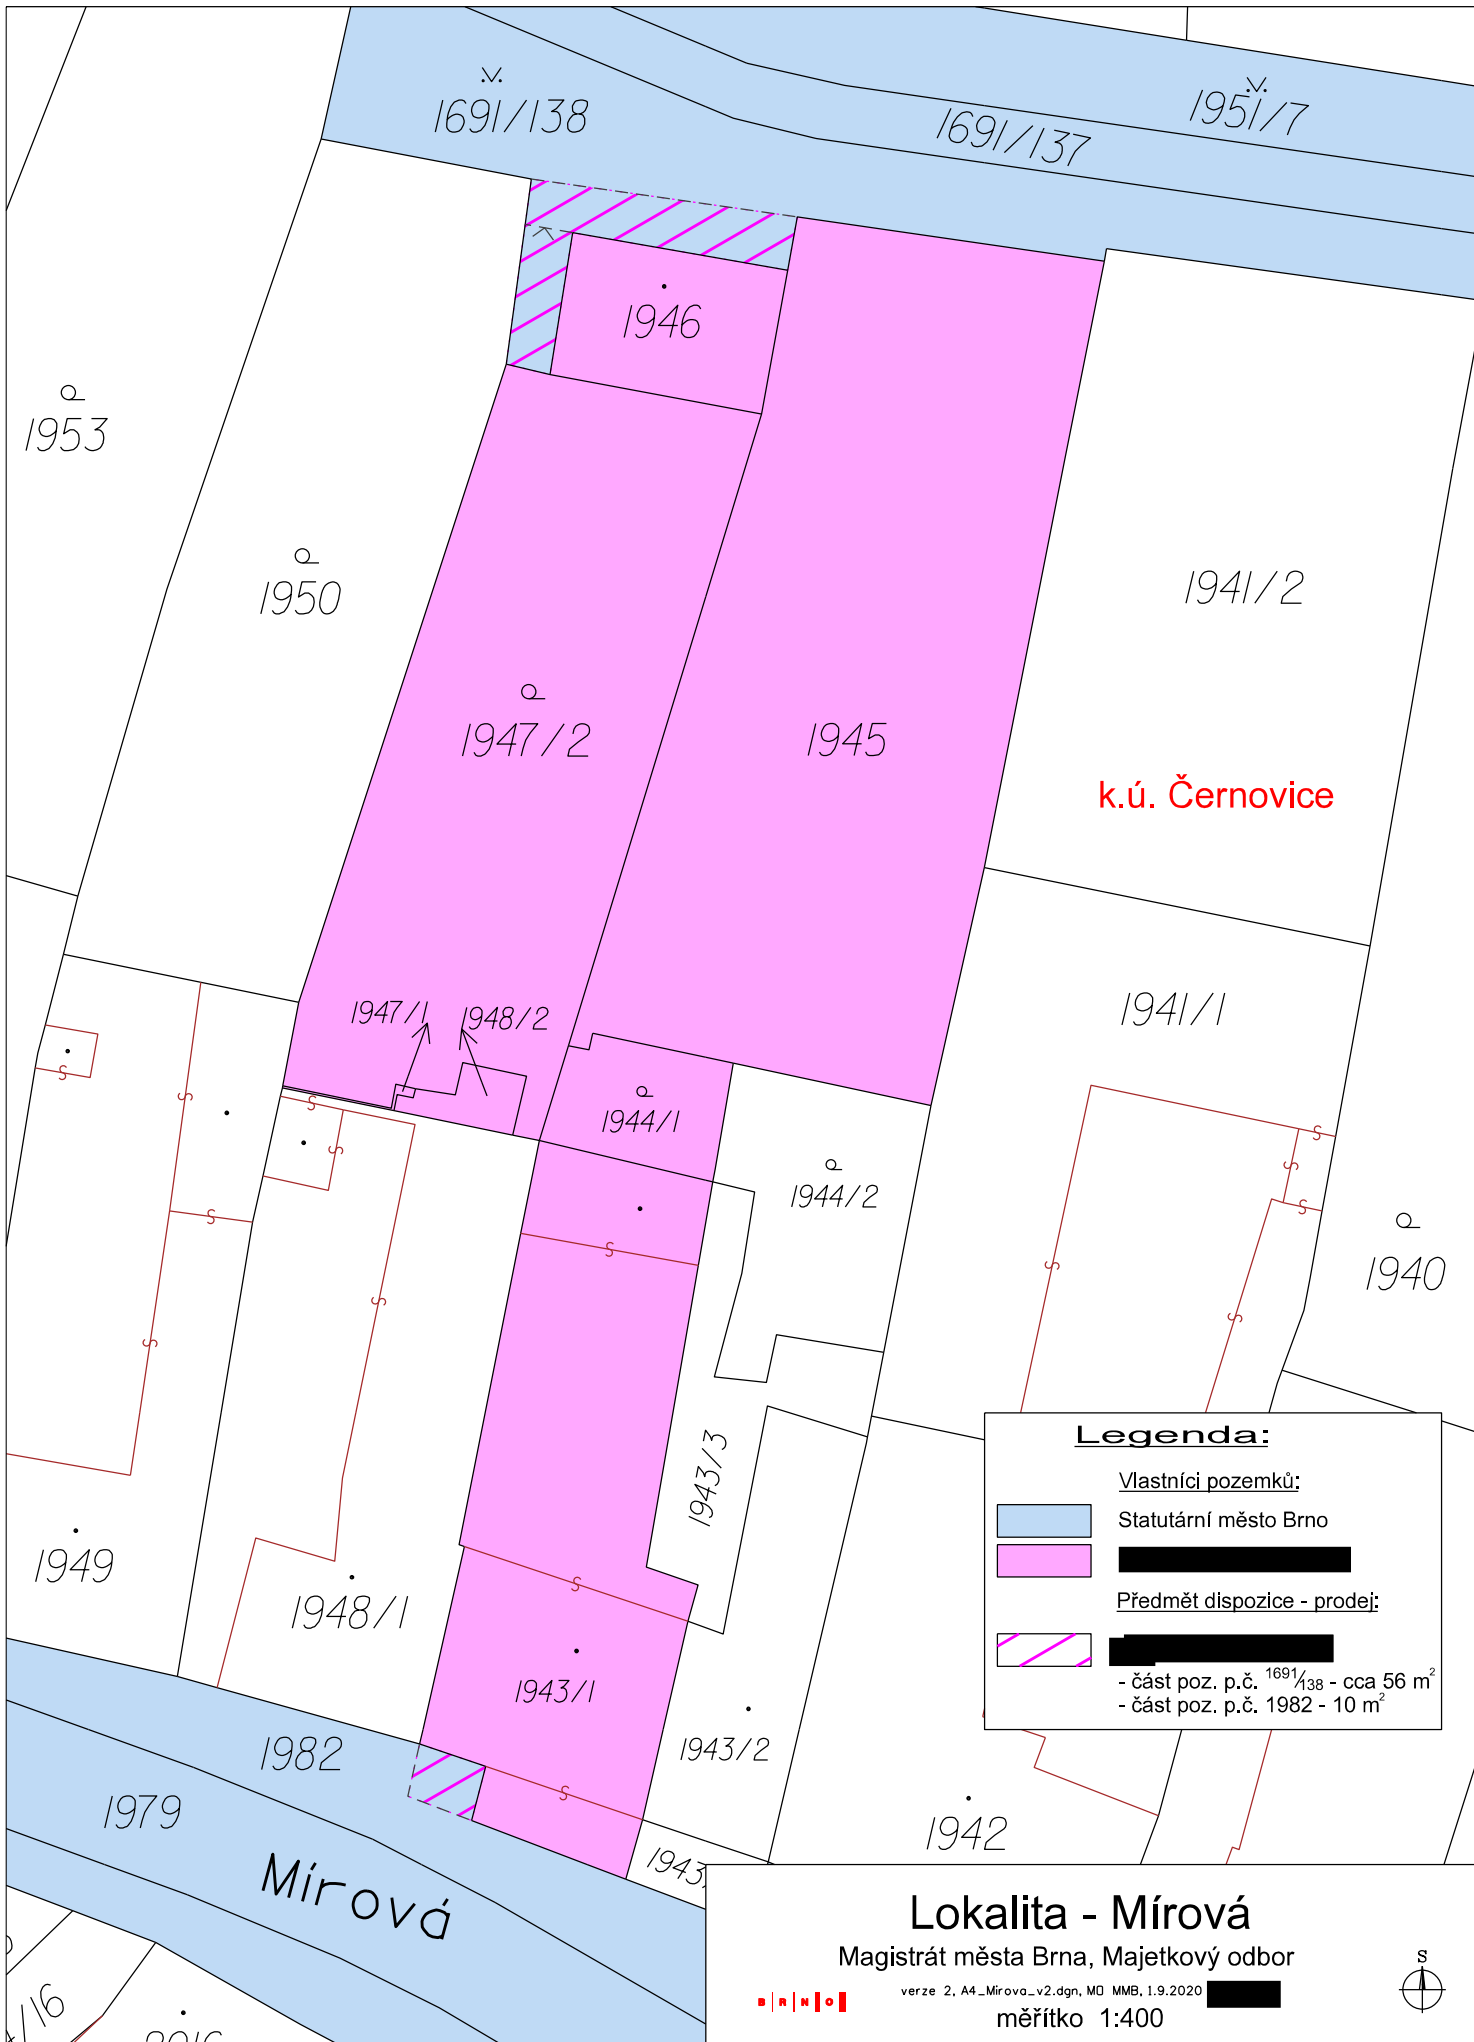 1691/138
1691/137
1951/7
1946
1953
1950
1941/2
1947/2
1945
k.ú. Černovice
1947/1
1948/2
1941/1
1944/1
1944/2
1940
1943/3
1949
1948/1
1943/1
1943/2
1982
1979
1942
Mírová
1943
/16
Legenda:
Vlastníci pozemků:
Statutární město Brno
Předmět dispozice - prodej:
- část poz. p.č. 1691/138 - cca 56 m²
- část poz. p.č. 1982 - 10 m²
Lokalita - Mírová
Magistrát města Brna, Majetkový odbor
verze 2, A4_Mirova_v2.dgn, MO MMB, 1.9.2020
měřítko 1:400
BRNO
S